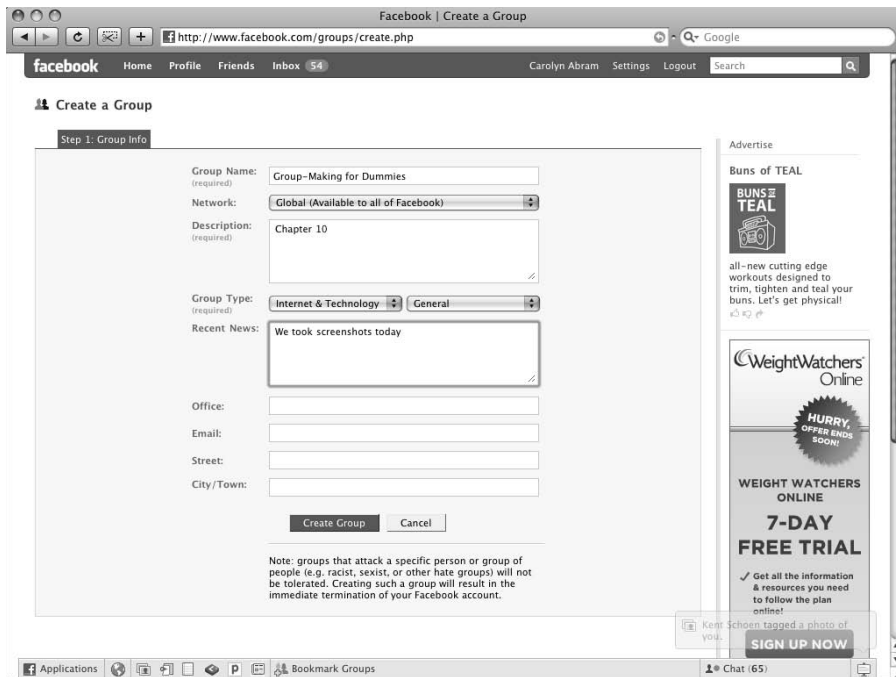 Facebook | Create a Group
http://www.facebook.com/groups/create.php
Google
facebook Home Profile Friends Inbox 54 Carolyn Abram Settings Logout Search
Create a Group
Step 1: Group Info
Group Name: Group-Making for Dummies
(required)
Network: Global (Available to all of Facebook)
Description: Chapter 10
(required)
Group Type: Internet & Technology General
(required)
Recent News: We took screenshots today
Office:
Email:
Street:
City/Town:
Create Group Cancel
Note: groups that attack a specific person or group of
people (e.g. racist, sexist, or other hate groups) will not
be tolerated. Creating such a group will result in the
immediate termination of your Facebook account.
Advertise
Buns of TEAL
BUNS OF
TEAL
all-new cutting edge
workouts designed to
trim, tighten and teal your
buns. Let's get physical!
WeightWatchers
Online
HURRY,
OFFER ENDS
SOON!
WEIGHT WATCHERS
ONLINE
7-DAY
FREE TRIAL
Get all the information
& resources you need
to follow the plan
online!
Kent Schoen tagged a photo of
you.
SIGN UP NOW
Applications Bookmark Groups Chat (65)